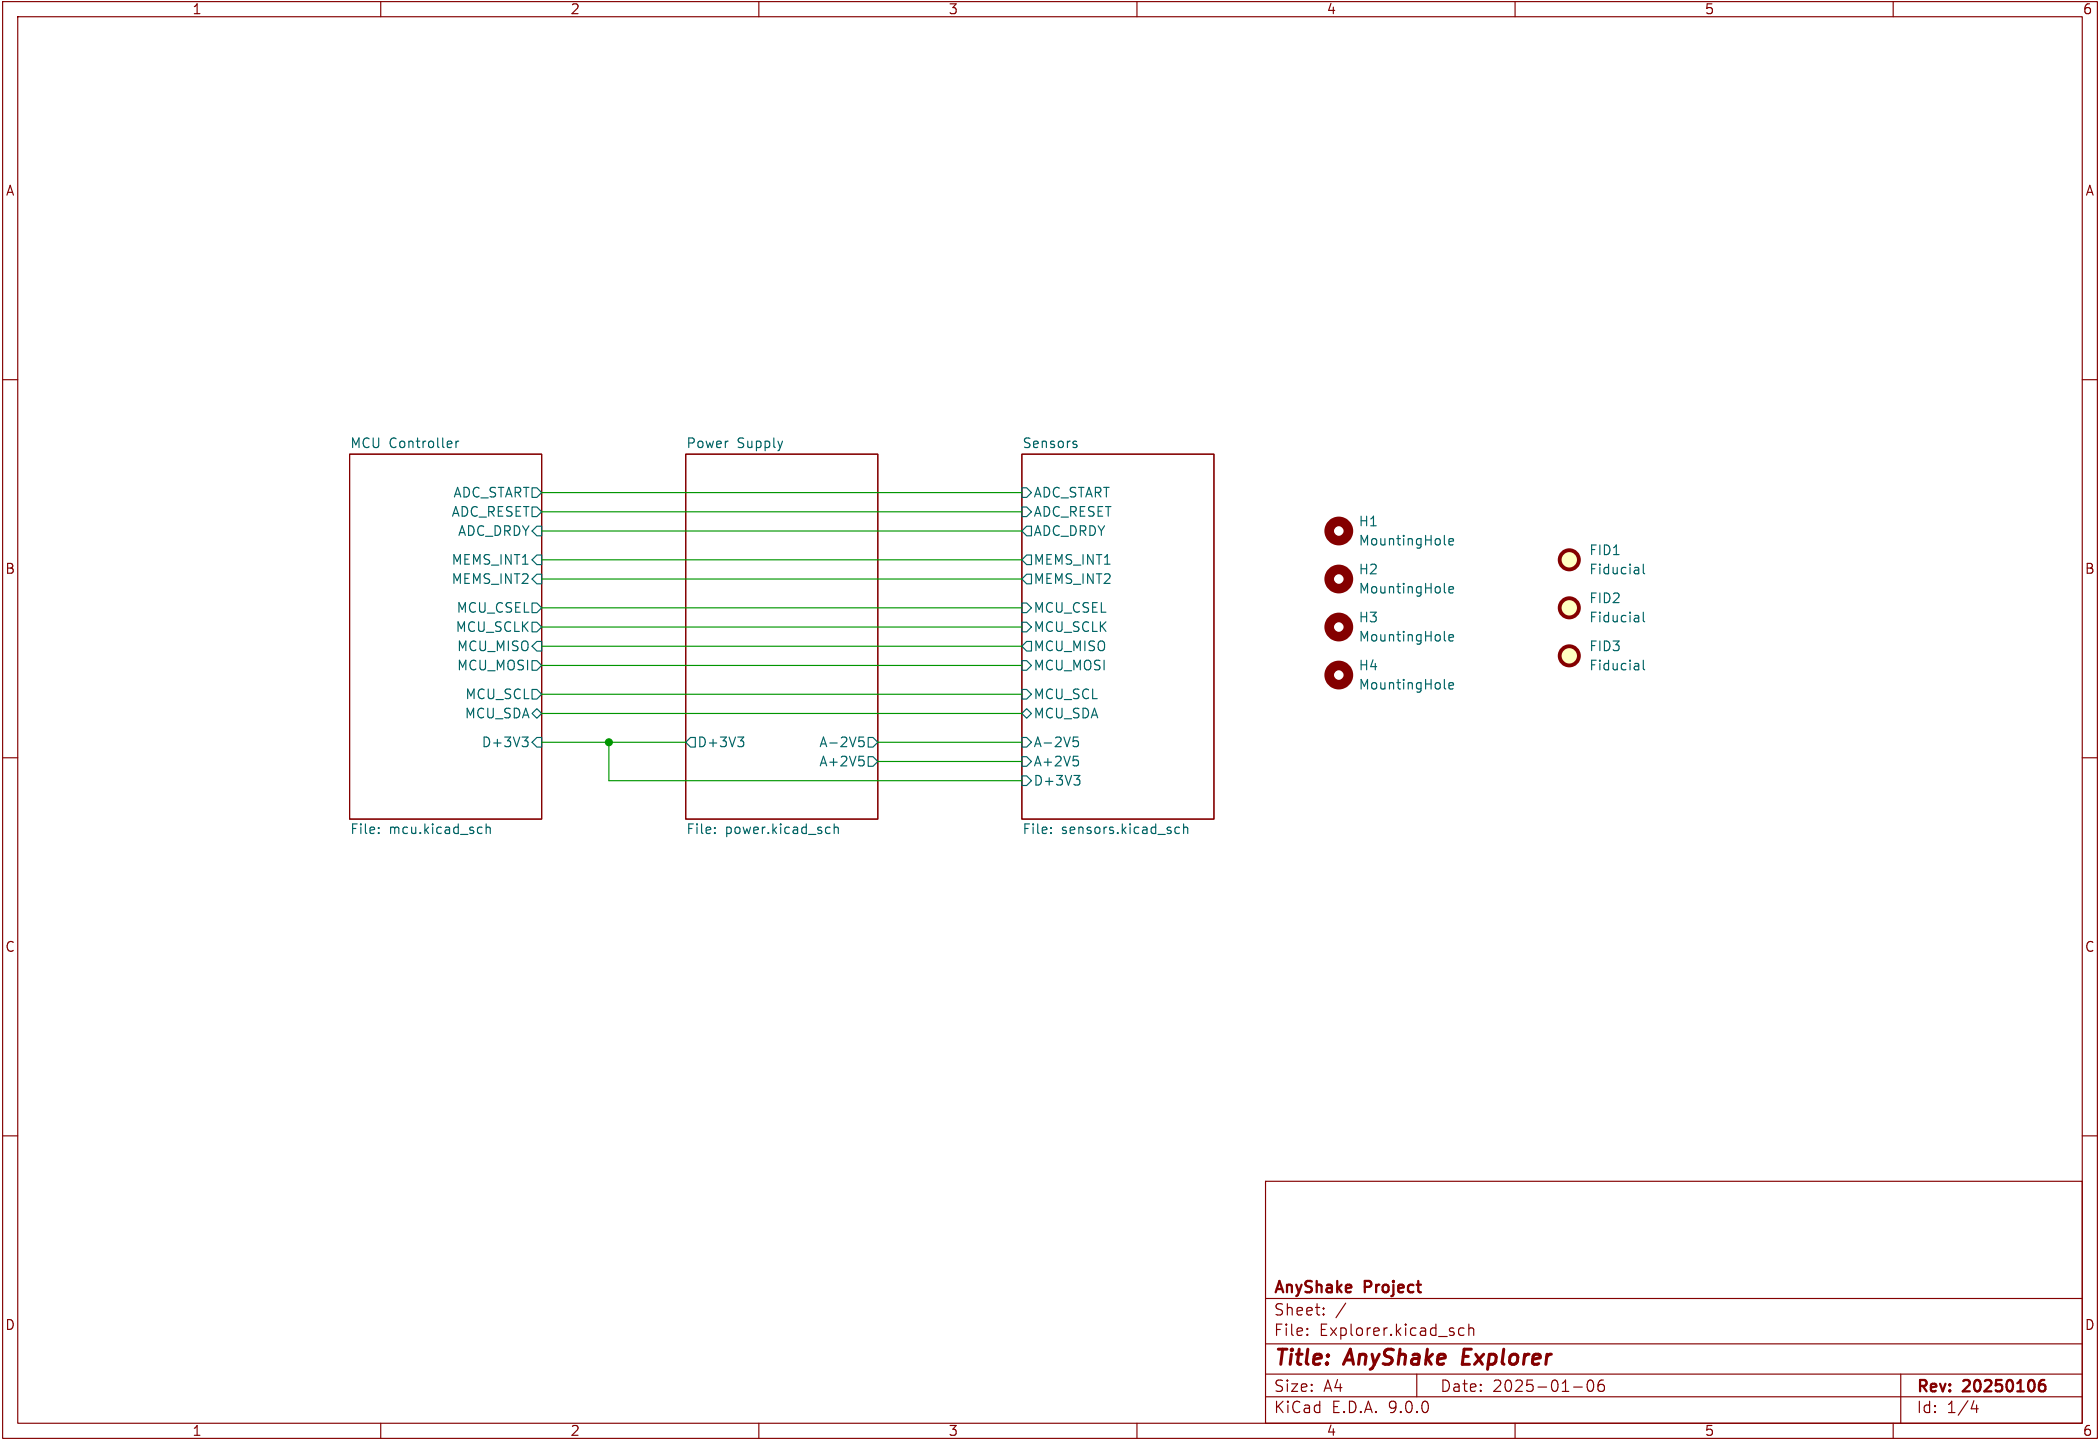 1 2 3 4 5 6
A A
B B
C C
D D
MCU Controller
ADC_START
ADC_RESET
ADC_DRDY
MEMS_INT1
MEMS_INT2
MCU_CSEL
MCU_SCLK
MCU_MISO
MCU_MOSI
MCU_SCL
MCU_SDA
D+3V3
File: mcu.kicad_sch
Power Supply
D+3V3
A-2V5
A+2V5
File: power.kicad_sch
Sensors
ADC_START
ADC_RESET
ADC_DRDY
MEMS_INT1
MEMS_INT2
MCU_CSEL
MCU_SCLK
MCU_MISO
MCU_MOSI
MCU_SCL
MCU_SDA
A-2V5
A+2V5
D+3V3
File: sensors.kicad_sch
H1
MountingHole
H2
MountingHole
H3
MountingHole
H4
MountingHole
FID1
Fiducial
FID2
Fiducial
FID3
Fiducial
AnyShake Project
Sheet: /
File: Explorer.kicad_sch
Title: AnyShake Explorer
Size: A4 Date: 2025-01-06 Rev: 20250106
KiCad E.D.A. 9.0.0 Id: 1/4
1 2 3 4 5 6